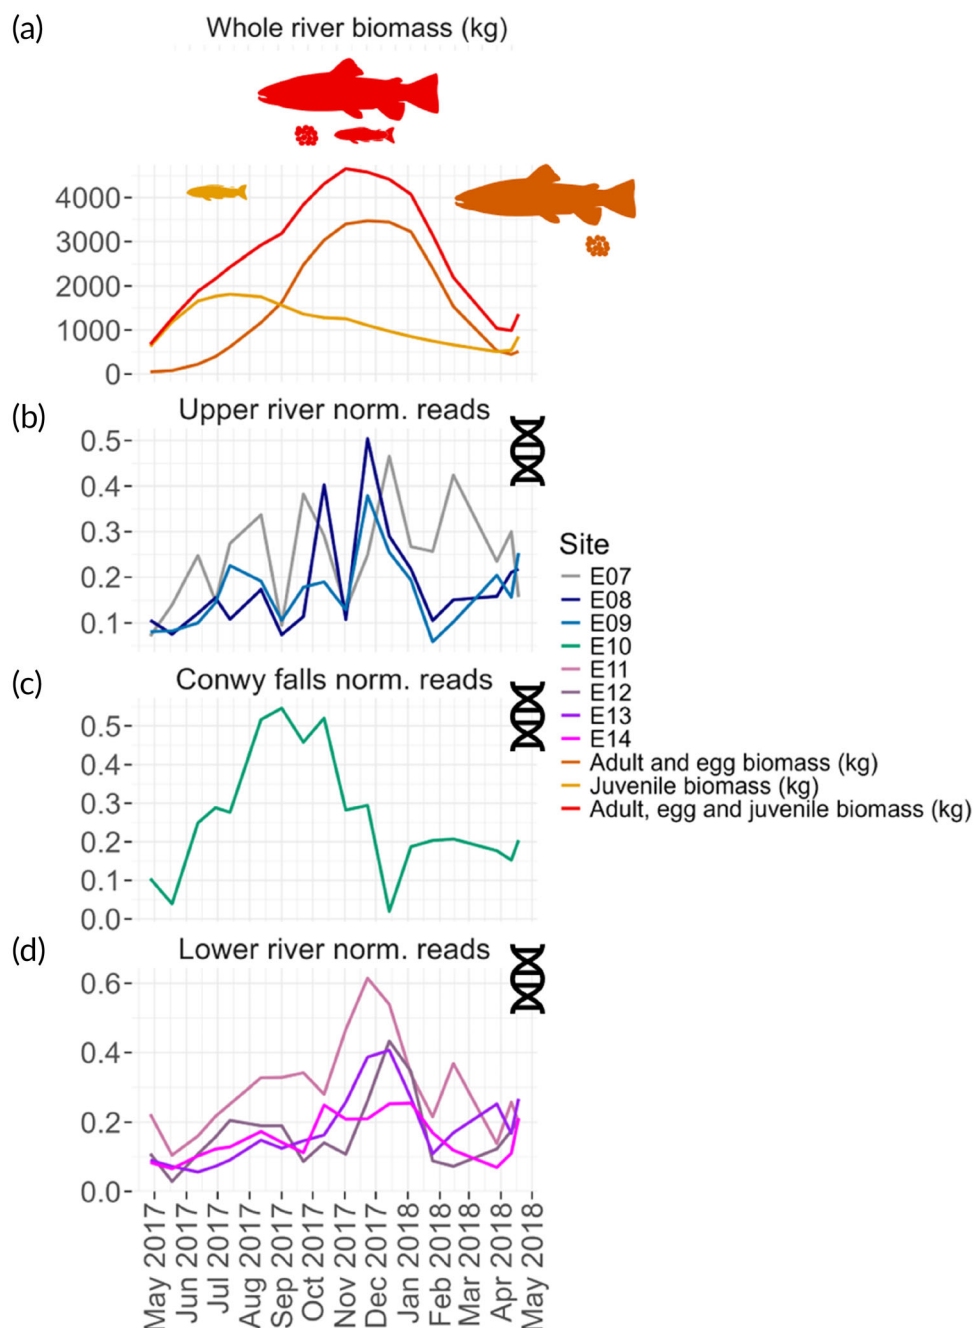 (a)
Whole river biomass (kg)
4000
3000
2000
1000
0
(b)
Upper river norm. reads
0.5
0.4
0.3
0.2
0.1
(c)
Conwy falls norm. reads
0.5
0.4
0.3
0.2
0.1
0.0
(d)
Lower river norm. reads
0.6
0.4
0.2
0.0
May 2017
Jun 2017
Jul 2017
Aug 2017
Sep 2017
Oct 2017
Nov 2017
Dec 2017
Jan 2018
Feb 2018
Mar 2018
Apr 2018
May 2018
Site
E07
E08
E09
E10
E11
E12
E13
E14
Adult and egg biomass (kg)
Juvenile biomass (kg)
Adult, egg and juvenile biomass (kg)